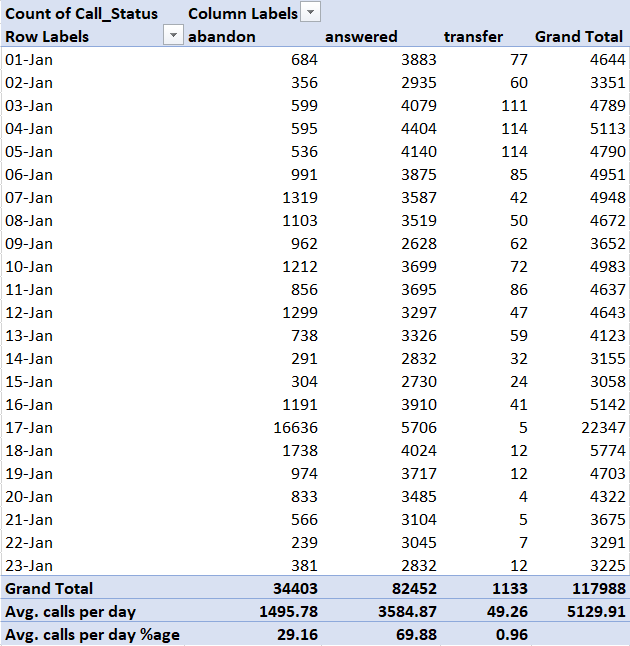 Count of Call_Status Column Labels
Row Labels abandon answered transfer Grand Total
01-Jan 684 3883 77 4644
02-Jan 356 2935 60 3351
03-Jan 599 4079 111 4789
04-Jan 595 4404 114 5113
05-Jan 536 4140 114 4790
06-Jan 991 3875 85 4951
07-Jan 1319 3587 42 4948
08-Jan 1103 3519 50 4672
09-Jan 962 2628 62 3652
10-Jan 1212 3699 72 4983
11-Jan 856 3695 86 4637
12-Jan 1299 3297 47 4643
13-Jan 738 3326 59 4123
14-Jan 291 2832 32 3155
15-Jan 304 2730 24 3058
16-Jan 1191 3910 41 5142
17-Jan 16636 5706 5 22347
18-Jan 1738 4024 12 5774
19-Jan 974 3717 12 4703
20-Jan 833 3485 4 4322
21-Jan 566 3104 5 3675
22-Jan 239 3045 7 3291
23-Jan 381 2832 12 3225
Grand Total 34403 82452 1133 117988
Avg. calls per day 1495.78 3584.87 49.26 5129.91
Avg. calls per day %age 29.16 69.88 0.96